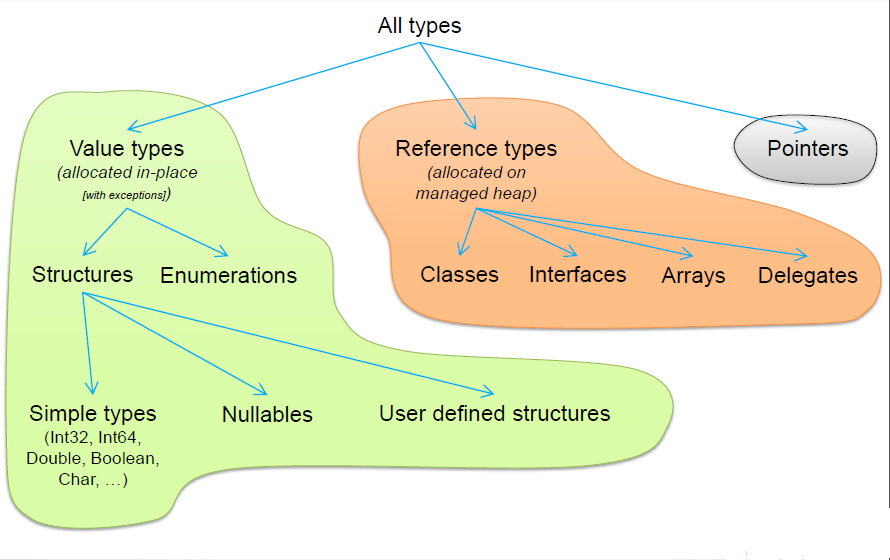 All types
Value types
(allocated in-place
[with exceptions])
Reference types
(allocated on
managed heap)
Pointers
Structures
Enumerations
Classes
Interfaces
Arrays
Delegates
Simple types
(Int32, Int64,
Double, Boolean,
Char, …)
Nullables
User defined structures